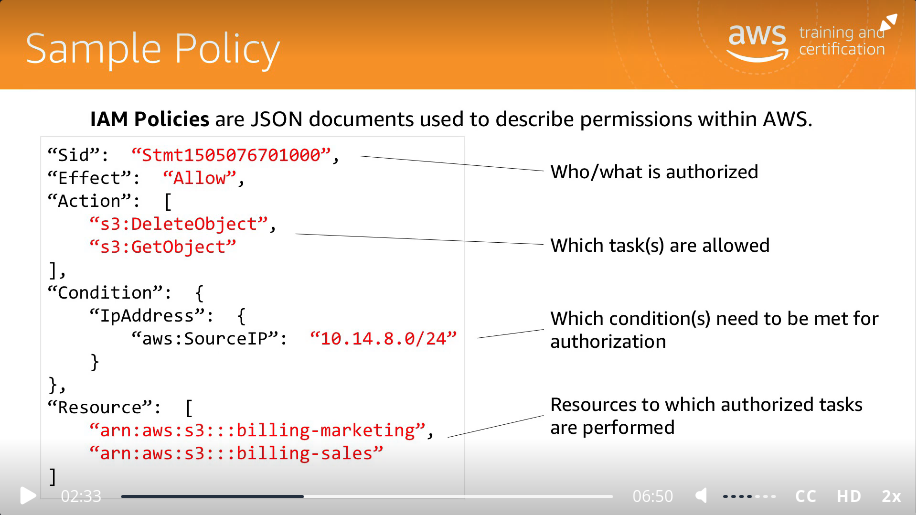 Sample Policy
aws training and
certification
IAM Policies are JSON documents used to describe permissions within AWS.
“Sid”: “Stmt1505076701000”,
“Effect”: “Allow”,
“Action”: [
“s3:DeleteObject”,
“s3:GetObject”
],
“Condition”: {
“IpAddress”: {
“aws:SourceIP”: “10.14.8.0/24”
}
},
“Resource”: [
“arn:aws:s3:::billing-marketing”,
“arn:aws:s3:::billing-sales”
]
Who/what is authorized
Which task(s) are allowed
Which condition(s) need to be met for
authorization
Resources to which authorized tasks
are performed
02:33 06:50 CC HD 2x